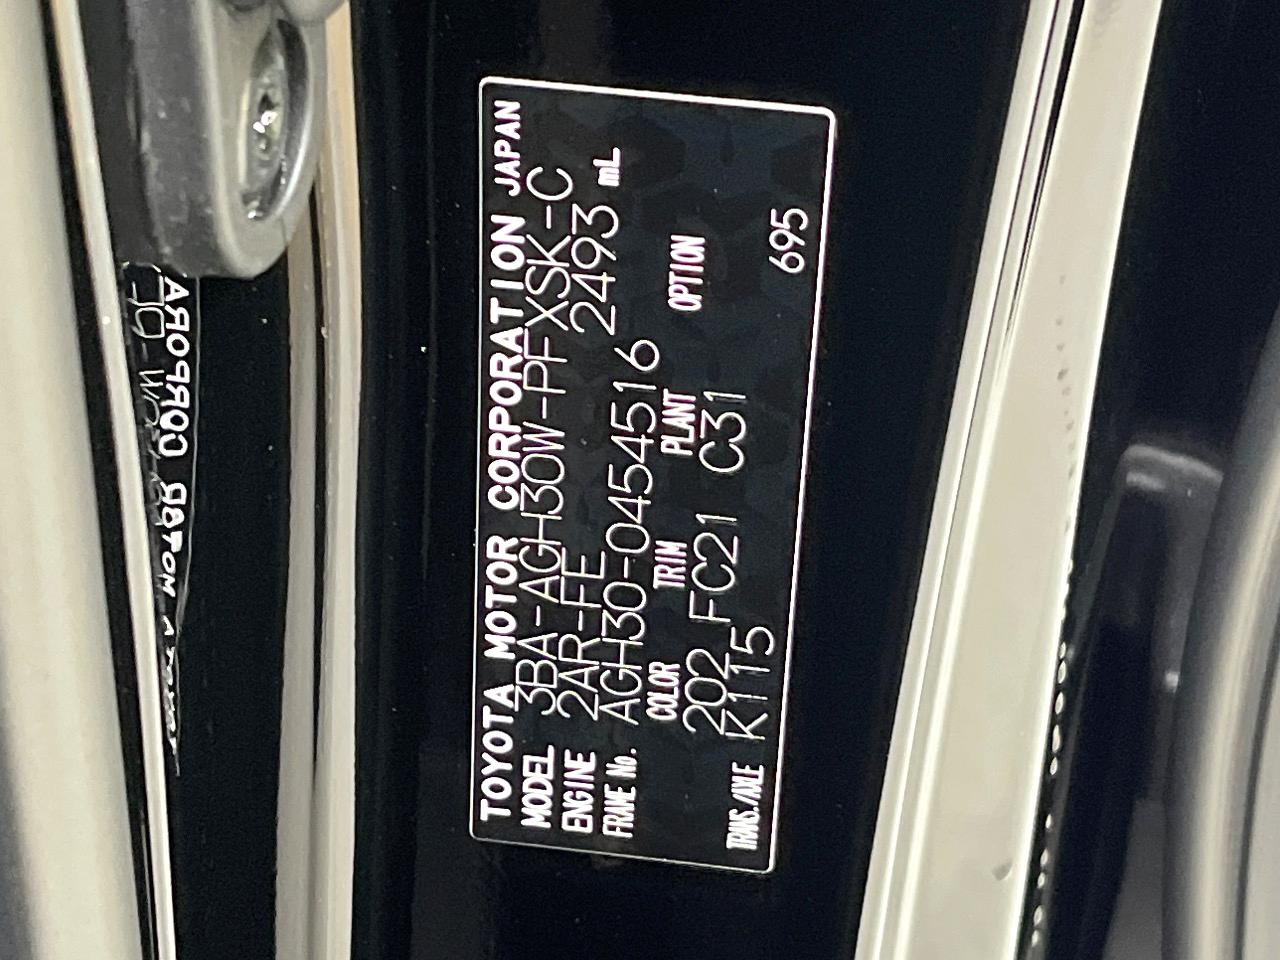 TOYOTA MOTOR CORPORATION JAPAN
MODEL 3BA-AGH30W-PFXSK-C
ENGINE 2AR-FE 2493 mL
FRAME No. AGH30-0454516
COLOR TRIM PLANT OPTION
202 FC21 C31
TRANS./AXLE K115 695